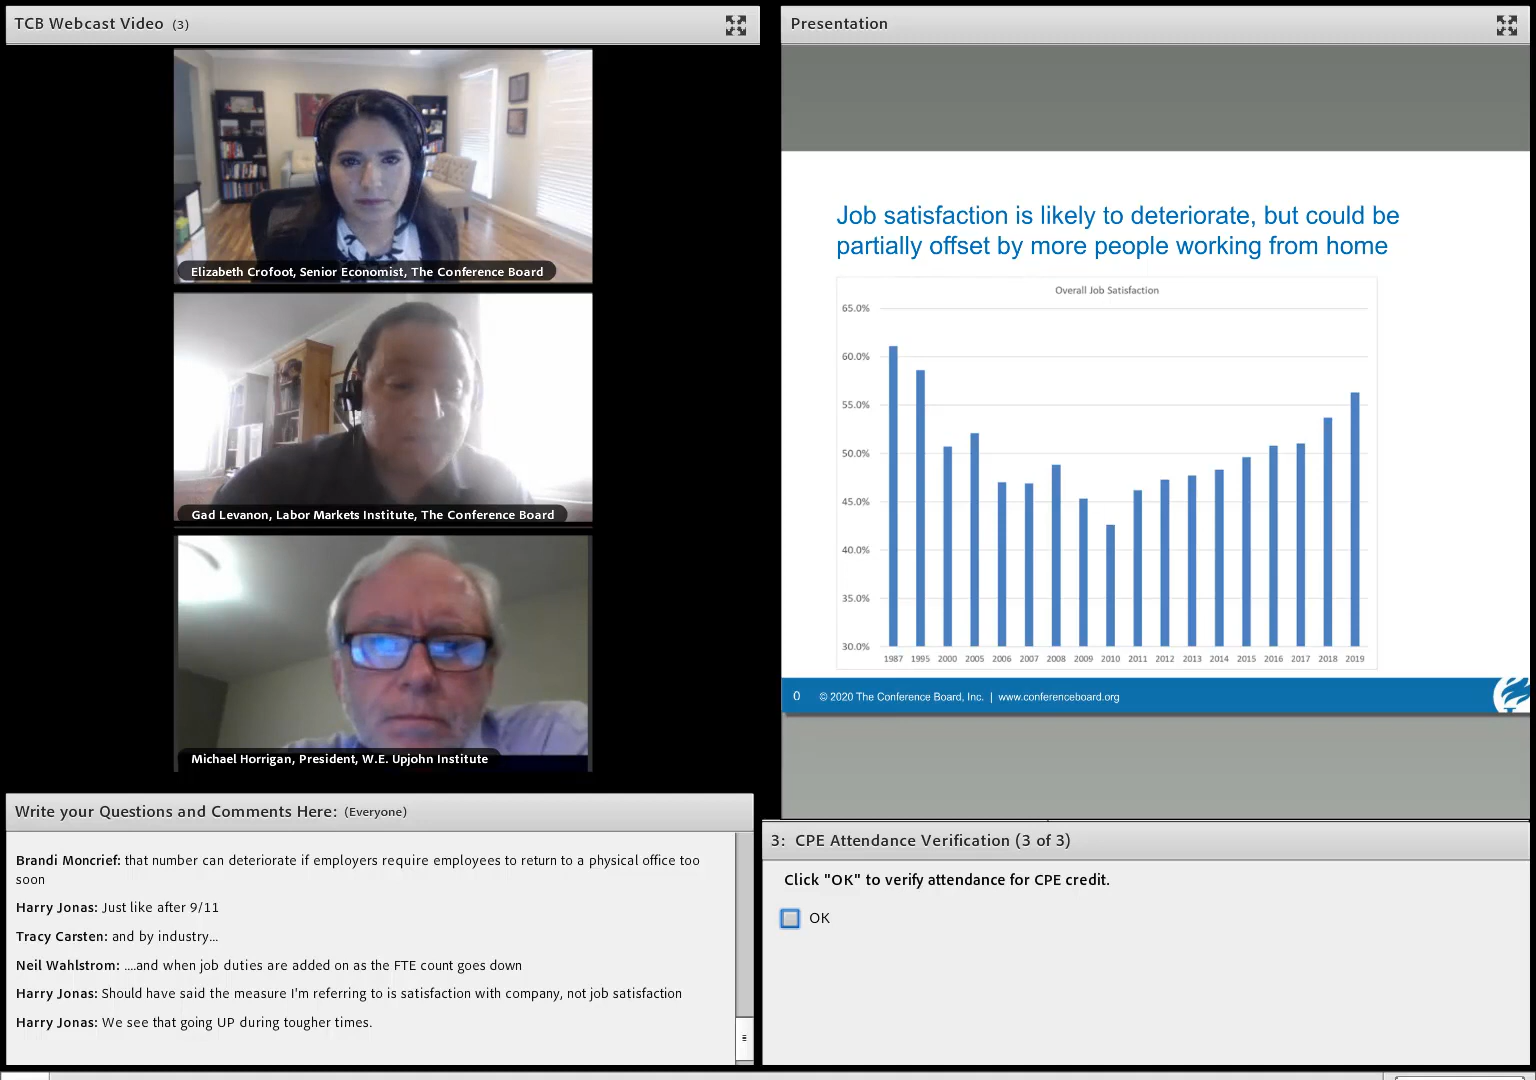 TCB Webcast Video (3)
Elizabeth Crofoot, Senior Economist, The Conference Board
Gad Levanon, Labor Markets Institute, The Conference Board
Michael Horrigan, President, W.E. Upjohn Institute
Presentation
Job satisfaction is likely to deteriorate, but could be
partially offset by more people working from home
Overall Job Satisfaction
65.0%
60.0%
55.0%
50.0%
45.0%
40.0%
35.0%
30.0%
1987 1995 2000 2005 2006 2007 2008 2009 2010 2011 2012 2013 2014 2015 2016 2017 2018 2019
0 © 2020 The Conference Board, Inc. | www.conferenceboard.org
Write your Questions and Comments Here: (Everyone)
Brandi Moncrief: that number can deteriorate if employers require employees to return to a physical office too
soon
Harry Jonas: Just like after 9/11
Tracy Carsten: and by industry...
Neil Wahlstrom: ....and when job duties are added on as the FTE count goes down
Harry Jonas: Should have said the measure I'm referring to is satisfaction with company, not job satisfaction
Harry Jonas: We see that going UP during tougher times.
3: CPE Attendance Verification (3 of 3)
Click "OK" to verify attendance for CPE credit.
OK